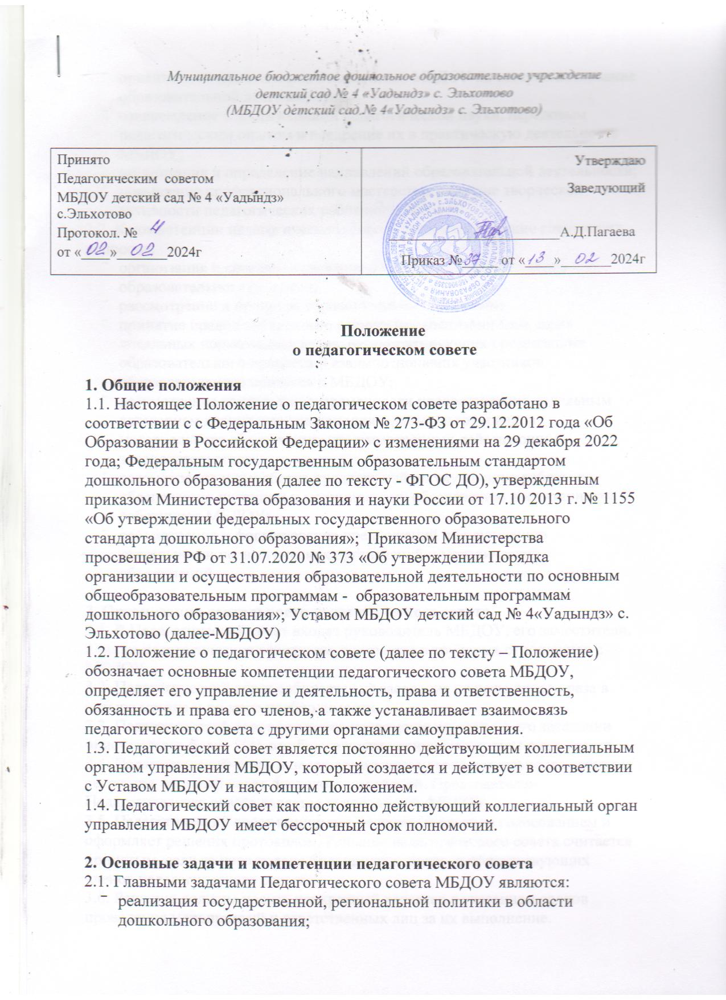 Муниципальное бюджетное дошкольное образовательное учреждение
детский сад № 4 «Уадындз» с. Эльхотово
(МБДОУ детский сад № 4«Уадындз» с. Эльхотово)
Принято
Педагогическим советом
МБДОУ детский сад № 4 «Уадындз»
с.Эльхотово
Протокол. № 4
от «02»  02  2024г
Утверждаю
Заведующий
А.Д.Пагаева
Приказ № 37 от «13»  02  2024г
Положение
о педагогическом совете
1. Общие положения
1.1. Настоящее Положение о педагогическом совете разработано в
соответствии с с Федеральным Законом № 273-ФЗ от 29.12.2012 года «Об
Образовании в Российской Федерации» с изменениями на 29 декабря 2022
года; Федеральным государственным образовательным стандартом
дошкольного образования (далее по тексту - ФГОС ДО), утвержденным
приказом Министерства образования и науки России от 17.10 2013 г. № 1155
«Об утверждении федеральных государственного образовательного
стандарта дошкольного образования»;  Приказом Министерства
просвещения РФ от 31.07.2020 № 373 «Об утверждении Порядка
организации и осуществления образовательной деятельности по основным
общеобразовательным программам -  образовательным программам
дошкольного образования»; Уставом МБДОУ детский сад № 4«Уадындз» с.
Эльхотово (далее-МБДОУ)
1.2. Положение о педагогическом совете (далее по тексту – Положение)
обозначает основные компетенции педагогического совета МБДОУ,
определяет его управление и деятельность, права и ответственность,
обязанность и права его членов, а также устанавливает взаимосвязь
педагогического совета с другими органами самоуправления.
1.3. Педагогический совет является постоянно действующим коллегиальным
органом управления МБДОУ, который создается и действует в соответствии
с Уставом МБДОУ и настоящим Положением.
1.4. Педагогический совет как постоянно действующий коллегиальный орган
управления МБДОУ имеет бессрочный срок полномочий.
2. Основные задачи и компетенции педагогического совета
2.1. Главными задачами Педагогического совета МБДОУ являются:
- реализация государственной, региональной политики в области
дошкольного образования;